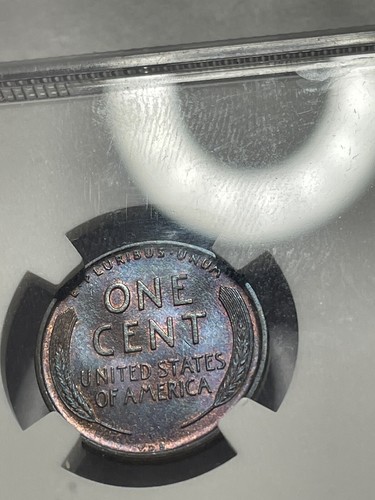 E·PLURIBUS·UNUM
ONE
CENT
UNITED STATES
OF AMERICA